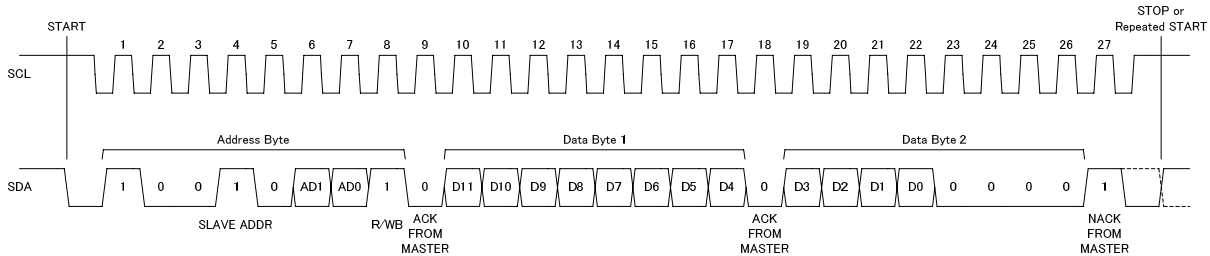 START
STOP or
Repeated START
1 2 3 4 5 6 7 8 9 10 11 12 13 14 15 16 17 18 19 20 21 22 23 24 25 26 27
SCL
Address Byte Data Byte 1 Data Byte 2
SDA 1 0 0 1 0 AD1 AD0 1 0 D11 D10 D9 D8 D7 D6 D5 D4 0 D3 D2 D1 D0 0 0 0 0 1
SLAVE ADDR R/WB
ACK
FROM
MASTER
ACK
FROM
MASTER
NACK
FROM
MASTER